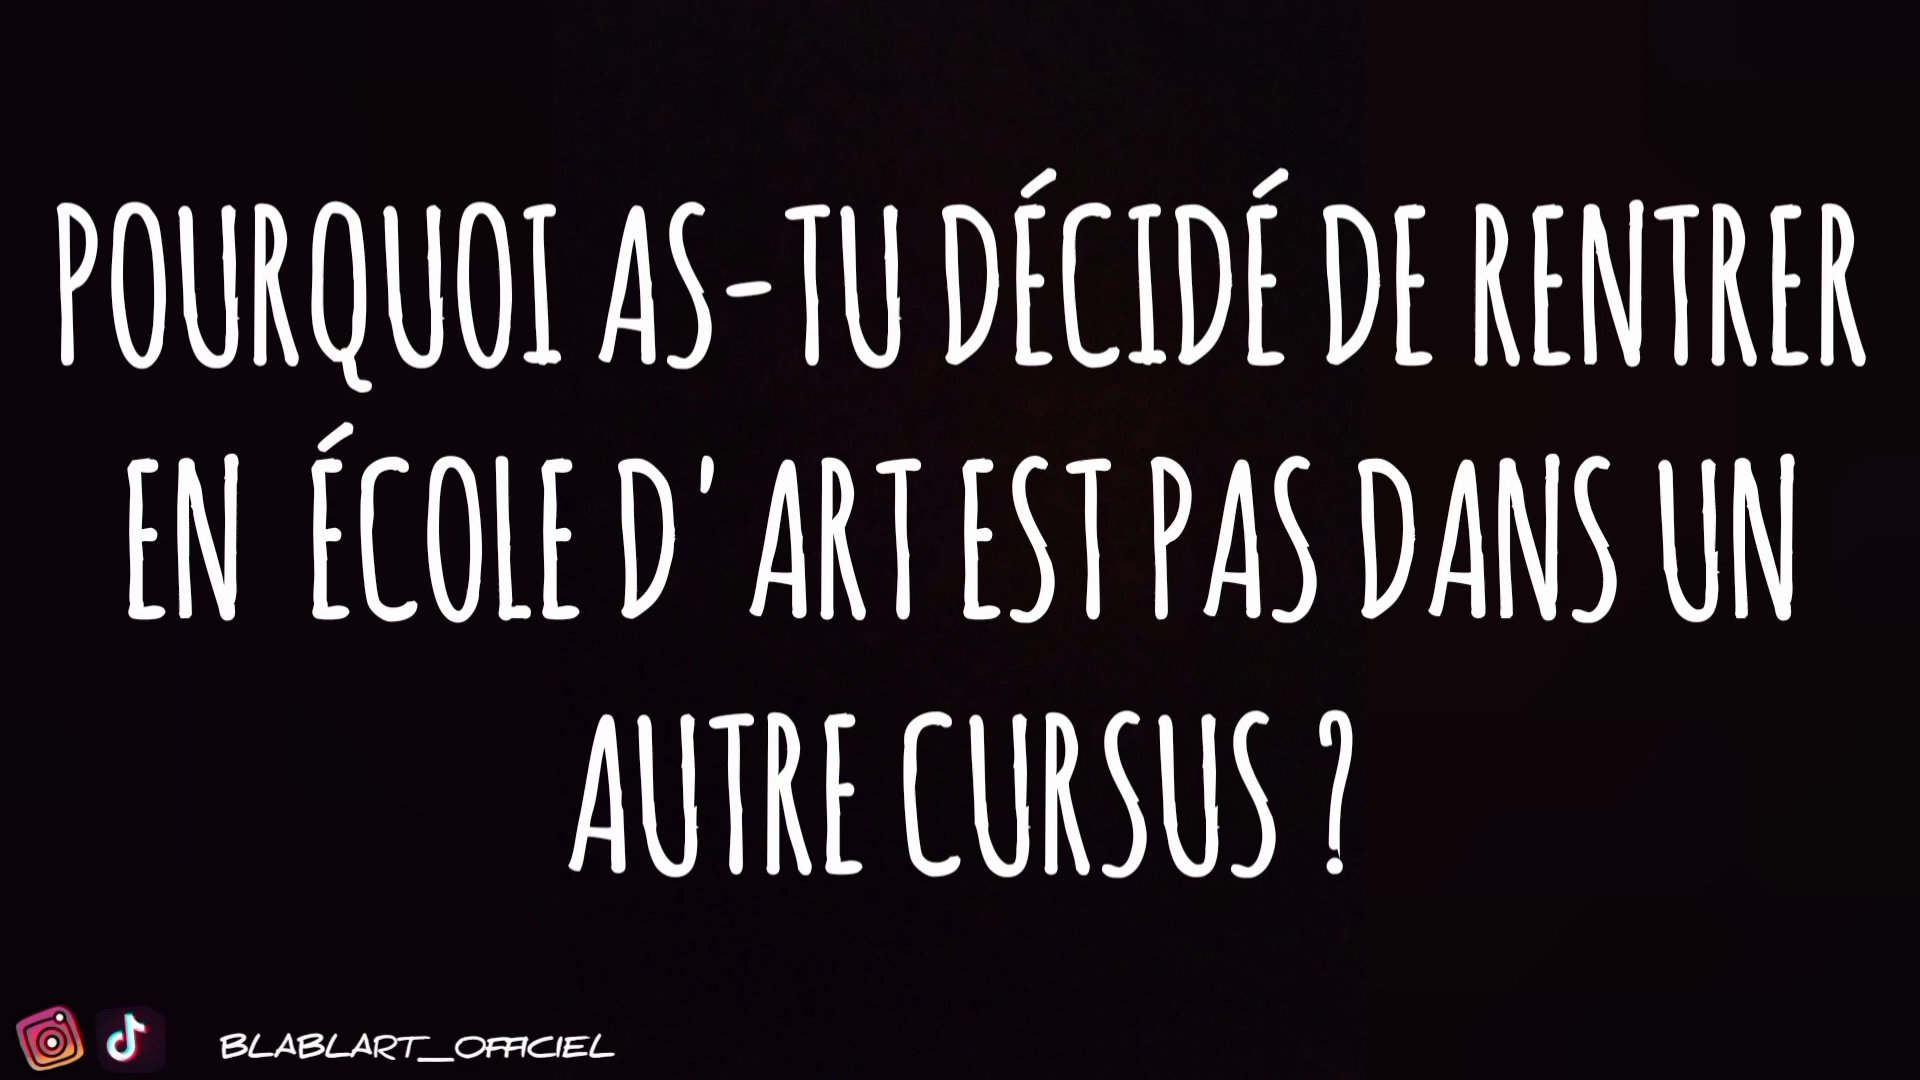 POURQUOI AS-TU DÉCIDÉ DE RENTRER
EN ÉCOLE D' ART EST PAS DANS UN
AUTRE CURSUS ?
BLABLART_OFFICIEL